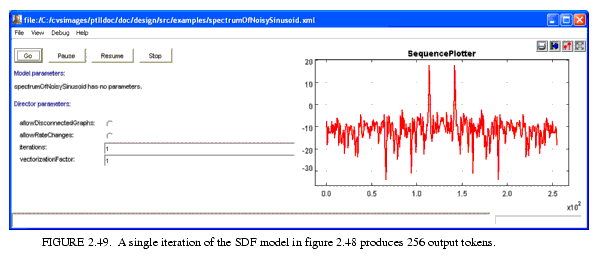 file:/C:/cvsimages/ptIIdoc/doc/design/src/examples/spectrumOfNoisySinusoid.xml
File View Debug Help
Go Pause Resume Stop
Model parameters:
spectrumOfNoisySinusoid has no parameters.
Director parameters:
allowDisconnectedGraphs:
allowRateChanges:
iterations: 1
vectorizationFactor: 1
SequencePlotter
20
10
0
-10
-20
-30
0.0 0.5 1.0 1.5 2.0 2.5
x10²
FIGURE 2.49. A single iteration of the SDF model in figure 2.48 produces 256 output tokens.